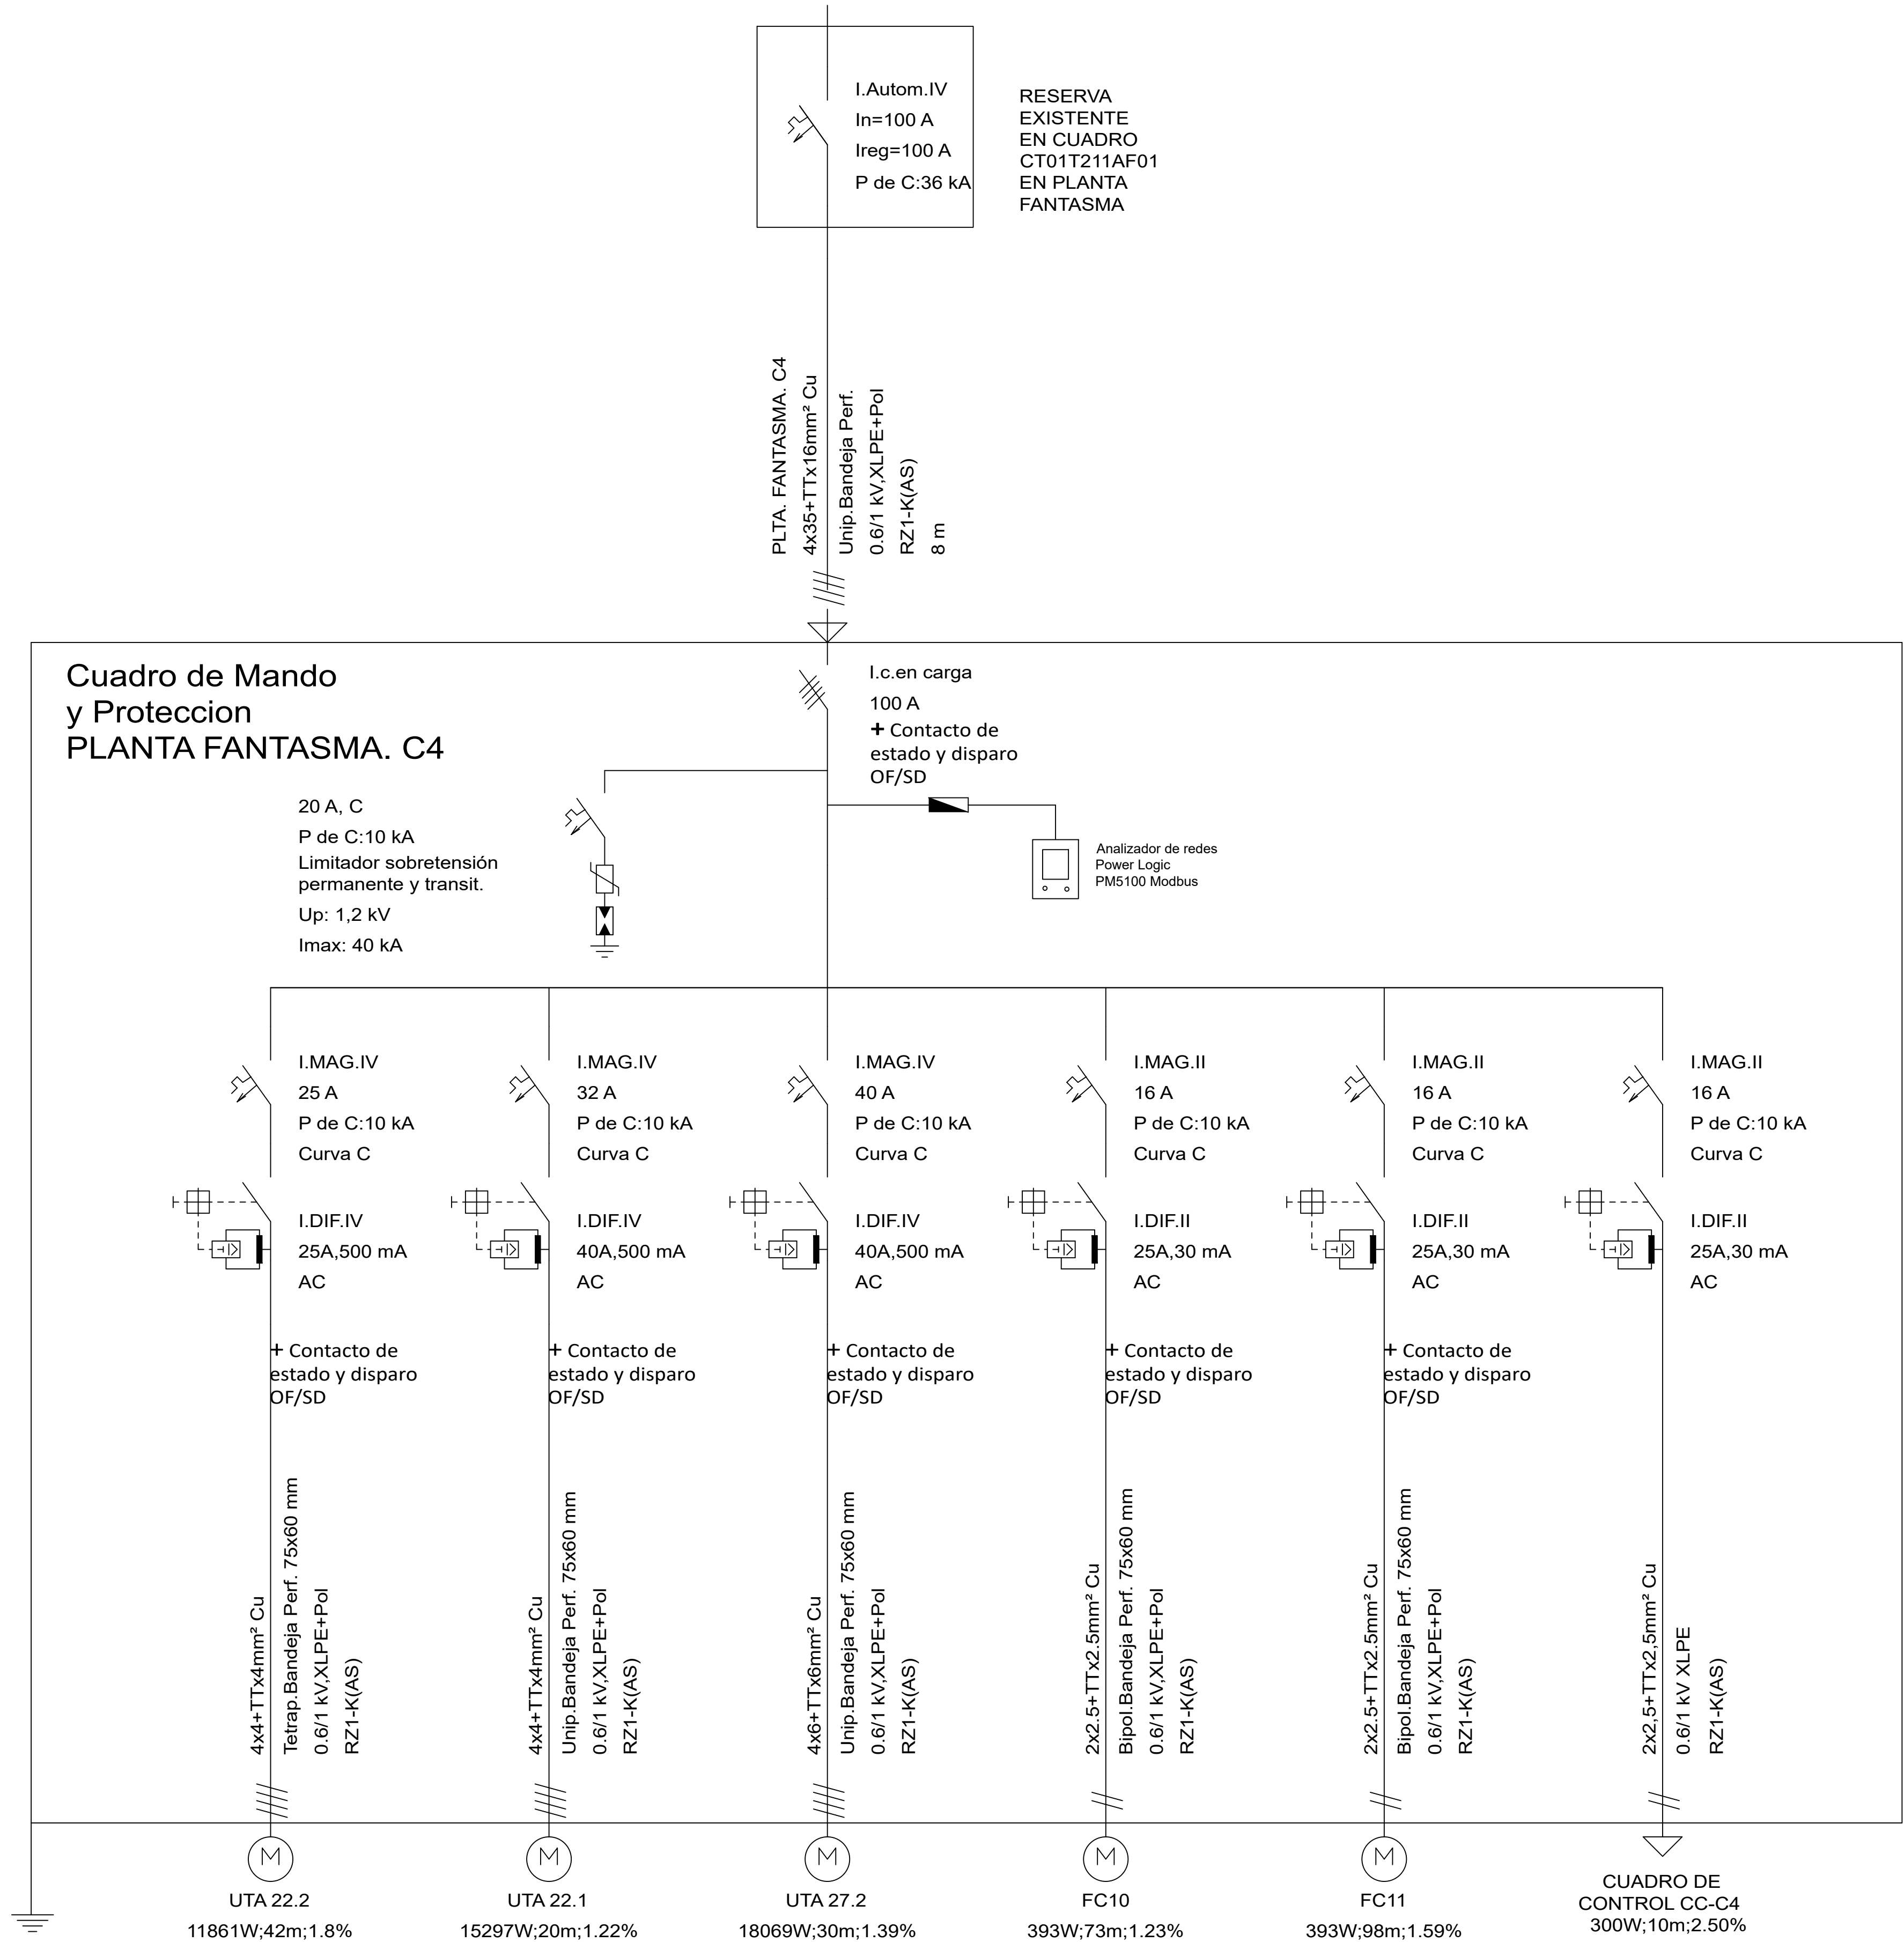 I.Autom.IV
In=100 A
Ireg=100 A
P de C:36 kA
RESERVA
EXISTENTE
EN CUADRO
CT01T211AF01
EN PLANTA
FANTASMA
PLTA. FANTASMA. C4
4x35+TTx16mm² Cu
Unip.Bandeja Perf.
0.6/1 kV,XLPE+Pol
RZ1-K(AS)
8 m
Cuadro de Mando
y Proteccion
PLANTA FANTASMA. C4
I.c.en carga
100 A
+ Contacto de
estado y disparo
OF/SD
20 A, C
P de C:10 kA
Limitador sobretensión
permanente y transit.
Up: 1,2 kV
Imax: 40 kA
Analizador de redes
Power Logic
PM5100 Modbus
I.MAG.IV
25 A
P de C:10 kA
Curva C
I.DIF.IV
25A,500 mA
AC
+ Contacto de
estado y disparo
OF/SD
4x4+TTx4mm² Cu
Tetrap.Bandeja Perf. 75x60 mm
0.6/1 kV,XLPE+Pol
RZ1-K(AS)
M
UTA 22.2
11861W;42m;1.8%
I.MAG.IV
32 A
P de C:10 kA
Curva C
I.DIF.IV
40A,500 mA
AC
+ Contacto de
estado y disparo
OF/SD
4x4+TTx4mm² Cu
Unip.Bandeja Perf. 75x60 mm
0.6/1 kV,XLPE+Pol
RZ1-K(AS)
M
UTA 22.1
15297W;20m;1.22%
I.MAG.IV
40 A
P de C:10 kA
Curva C
I.DIF.IV
40A,500 mA
AC
+ Contacto de
estado y disparo
OF/SD
4x6+TTx6mm² Cu
Unip.Bandeja Perf. 75x60 mm
0.6/1 kV,XLPE+Pol
RZ1-K(AS)
M
UTA 27.2
18069W;30m;1.39%
I.MAG.II
16 A
P de C:10 kA
Curva C
I.DIF.II
25A,30 mA
AC
+ Contacto de
estado y disparo
OF/SD
2x2.5+TTx2.5mm² Cu
Bipol.Bandeja Perf. 75x60 mm
0.6/1 kV,XLPE+Pol
RZ1-K(AS)
M
FC10
393W;73m;1.23%
I.MAG.II
16 A
P de C:10 kA
Curva C
I.DIF.II
25A,30 mA
AC
+ Contacto de
estado y disparo
OF/SD
2x2.5+TTx2.5mm² Cu
Bipol.Bandeja Perf. 75x60 mm
0.6/1 kV,XLPE+Pol
RZ1-K(AS)
M
FC11
393W;98m;1.59%
I.MAG.II
16 A
P de C:10 kA
Curva C
I.DIF.II
25A,30 mA
AC
2x2,5+TTx2,5mm² Cu
0.6/1 kV XLPE
RZ1-K(AS)
CUADRO DE
CONTROL CC-C4
300W;10m;2.50%